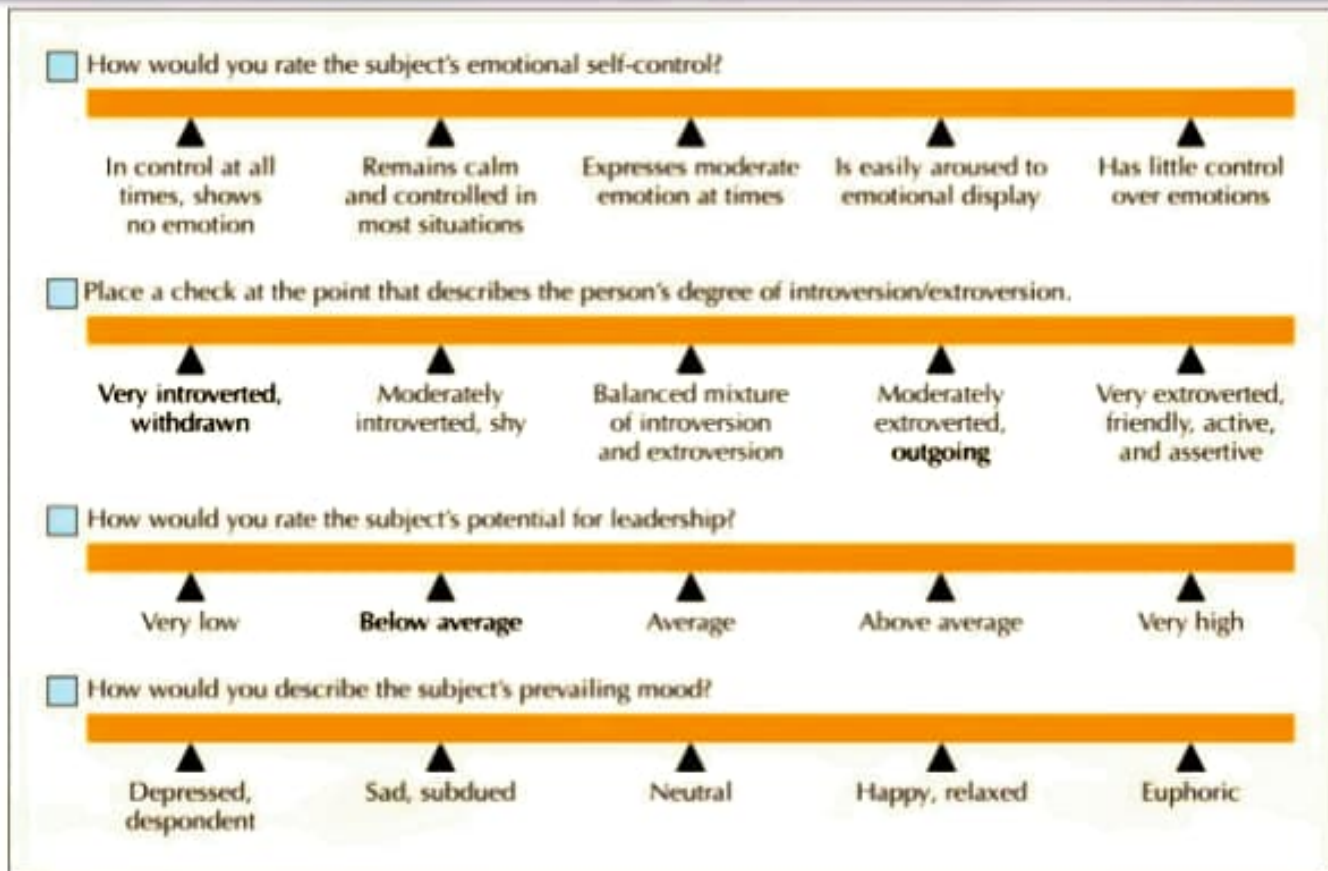 How would you rate the subject's emotional self-control?
In control at all times, shows no emotion
Remains calm and controlled in most situations
Expresses moderate emotion at times
Is easily aroused to emotional display
Has little control over emotions
Place a check at the point that describes the person's degree of introversion/extroversion.
Very introverted, withdrawn
Moderately introverted, shy
Balanced mixture of introversion and extroversion
Moderately extroverted, outgoing
Very extroverted, friendly, active, and assertive
How would you rate the subject's potential for leadership?
Very low
Below average
Average
Above average
Very high
How would you describe the subject's prevailing mood?
Depressed, despondent
Sad, subdued
Neutral
Happy, relaxed
Euphoric